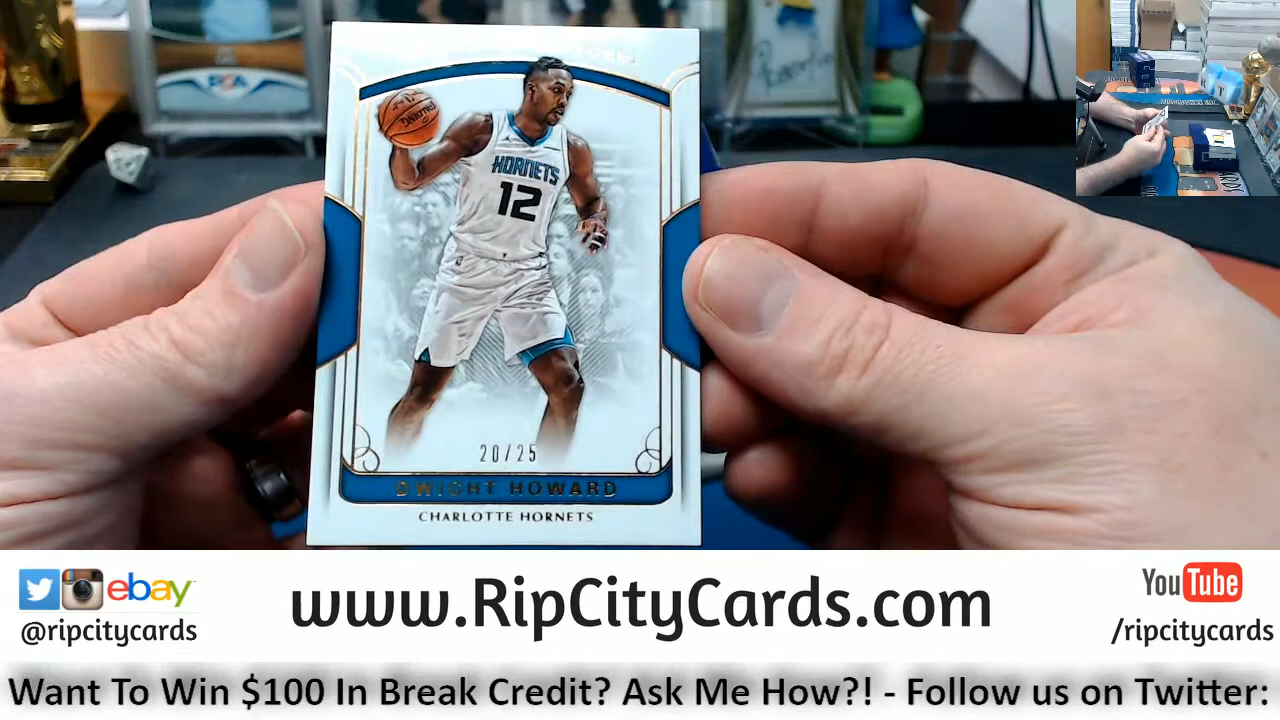 HORNETS
12
20/25
DWIGHT HOWARD
CHARLOTTE HORNETS
ebay
@ripcitycards
www.RipCityCards.com
YouTube
/ripcitycards
Want To Win $100 In Break Credit? Ask Me How?! - Follow us on Twitter: